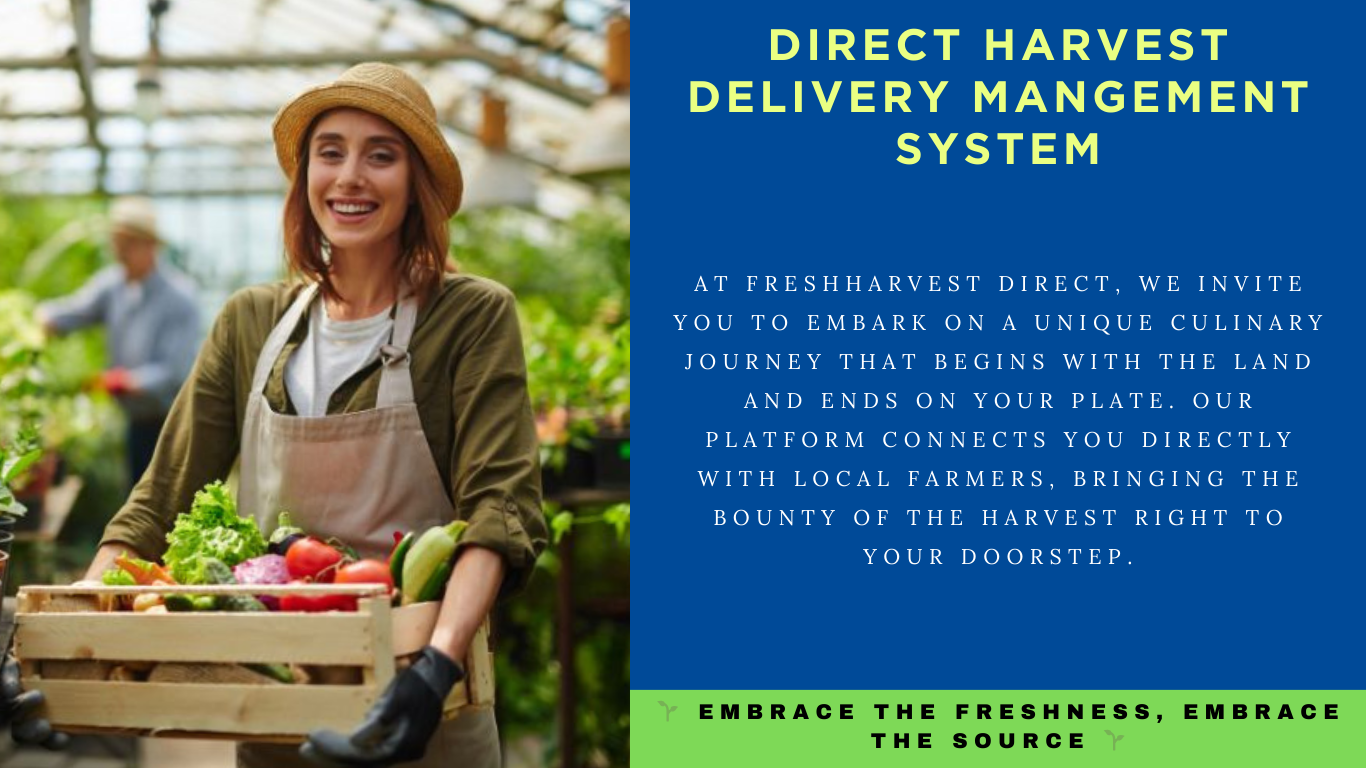 DIRECT HARVEST
DELIVERY MANGEMENT
SYSTEM
AT FRESHHARVEST DIRECT, WE INVITE
YOU TO EMBARK ON A UNIQUE CULINARY
JOURNEY THAT BEGINS WITH THE LAND
AND ENDS ON YOUR PLATE. OUR
PLATFORM CONNECTS YOU DIRECTLY
WITH LOCAL FARMERS, BRINGING THE
BOUNTY OF THE HARVEST RIGHT TO
YOUR DOORSTEP.
🌱 EMBRACE THE FRESHNESS, EMBRACE
THE SOURCE 🌱